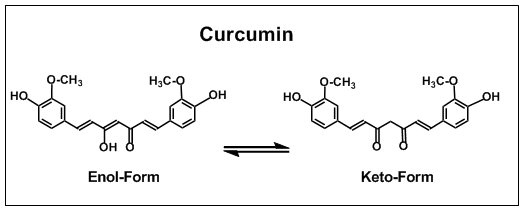 Curcumin
O-CH3
H3C-O
HO
OH
OH
O
Enol-Form
O-CH3
H3C-O
HO
OH
O
O
Keto-Form